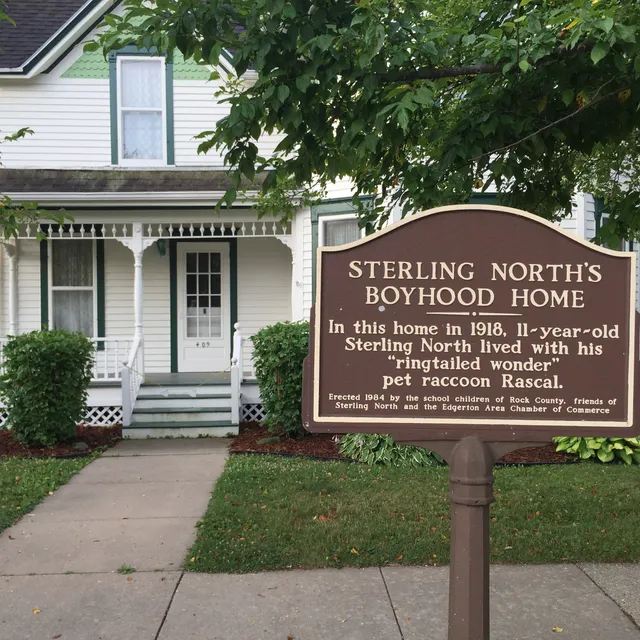 STERLING NORTH'S
BOYHOOD HOME
In this home in 1918, 11-year-old
Sterling North lived with his
"ringtailed wonder"
pet raccoon Rascal.
Erected 1984 by the school children of Rock County, friends of
Sterling North and the Edgerton Area Chamber of Commerce
409